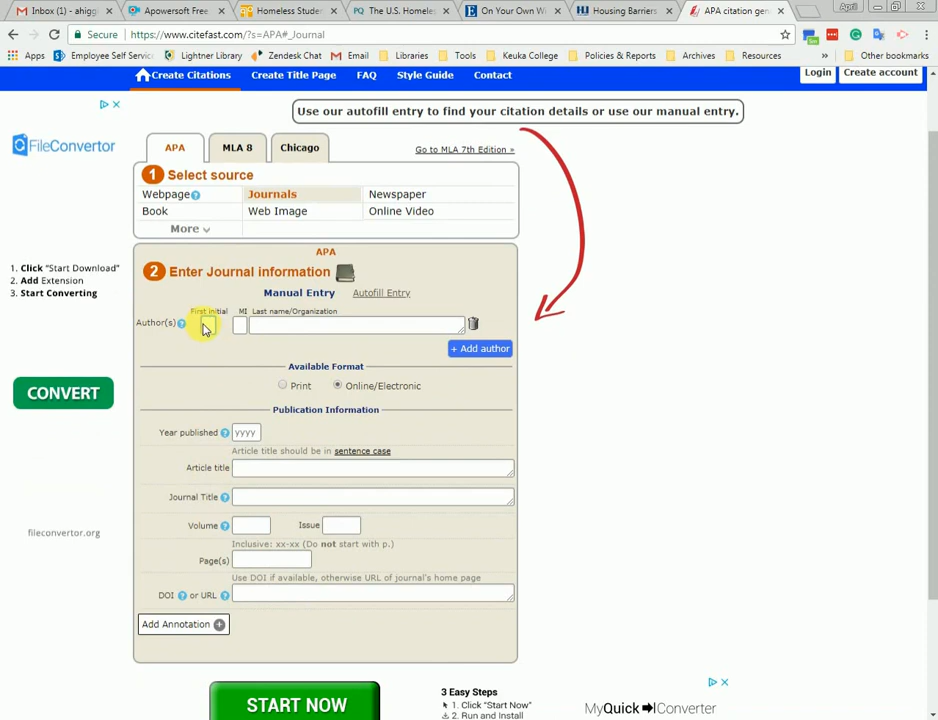 Inbox (1) - ahigg
Apowersoft Free
Homeless Studen
The U.S. Homele
On Your Own Wi
Housing Barriers
APA citation gen
April
Secure
https://www.citefast.com/?s=APA#_Journal
Apps
Employee Self Servic
Lightner Library
Zendesk Chat
Email
Libraries
Tools
Keuka College
Policies & Reports
Archives
Resources
»
Other bookmarks
Create Citations
Create Title Page
FAQ
Style Guide
Contact
Login
Create account
Use our autofill entry to find your citation details or use our manual entry.
FileConvertor
APA
MLA 8
Chicago
Go to MLA 7th Edition »
1 Select source
Webpage
Journals
Newspaper
Book
Web Image
Online Video
More
APA
1. Click "Start Download"
2. Add Extension
3. Start Converting
2 Enter Journal information
Manual Entry
Autofill Entry
First initial
MI
Last name/Organization
Author(s)
+ Add author
Available Format
Print
Online/Electronic
CONVERT
Publication Information
Year published
yyyy
Article title should be in sentence case
Article title
Journal Title
Volume
Issue
fileconvertor.org
Inclusive: xx-xx (Do not start with p.)
Page(s)
Use DOI if available, otherwise URL of journal's home page
DOI ? or URL ?
Add Annotation +
START NOW
3 Easy Steps
1. Click "Start Now"
2. Run and Install
MyQuick Converter